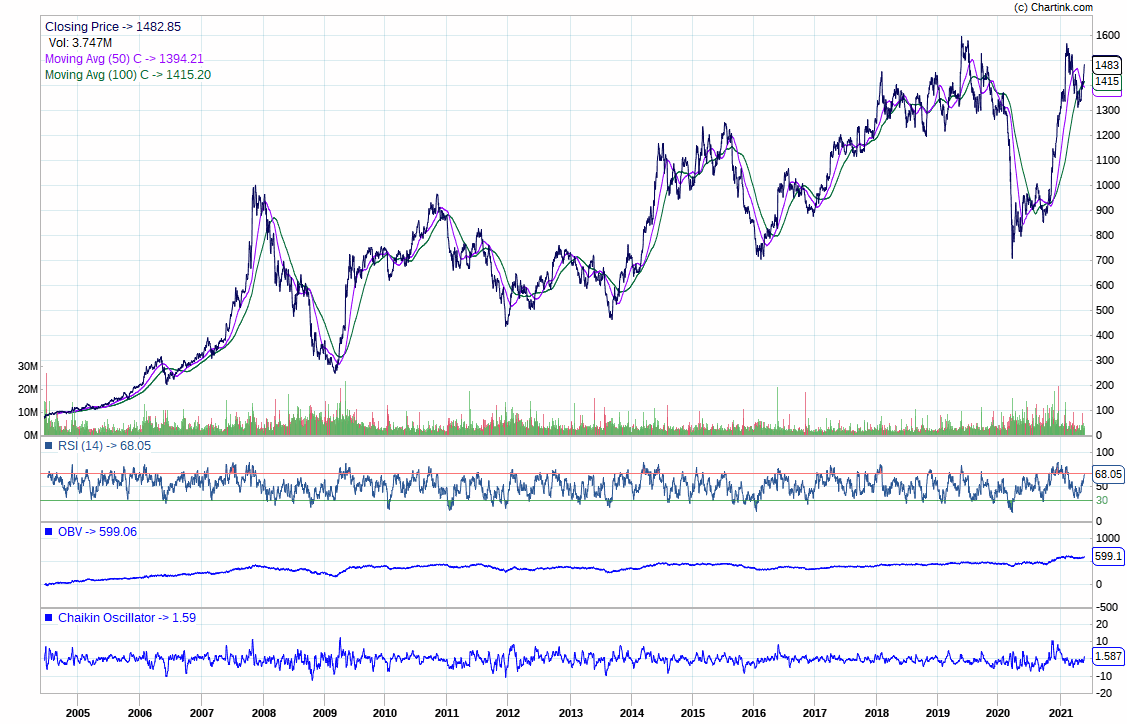 (c) Chartink.com
Closing Price -> 1482.85
Vol: 3.747M
Moving Avg (50) C -> 1394.21
Moving Avg (100) C -> 1415.20
1600
1483
1415
1300
1200
1100
1000
900
800
700
600
500
400
300
200
100
0
30M
20M
10M
0M
RSI (14) -> 68.05
100
68.05
50
30
0
OBV -> 599.06
1000
599.1
0
-500
Chaikin Oscillator -> 1.59
20
10
1.587
-10
-20
2005 2006 2007 2008 2009 2010 2011 2012 2013 2014 2015 2016 2017 2018 2019 2020 2021